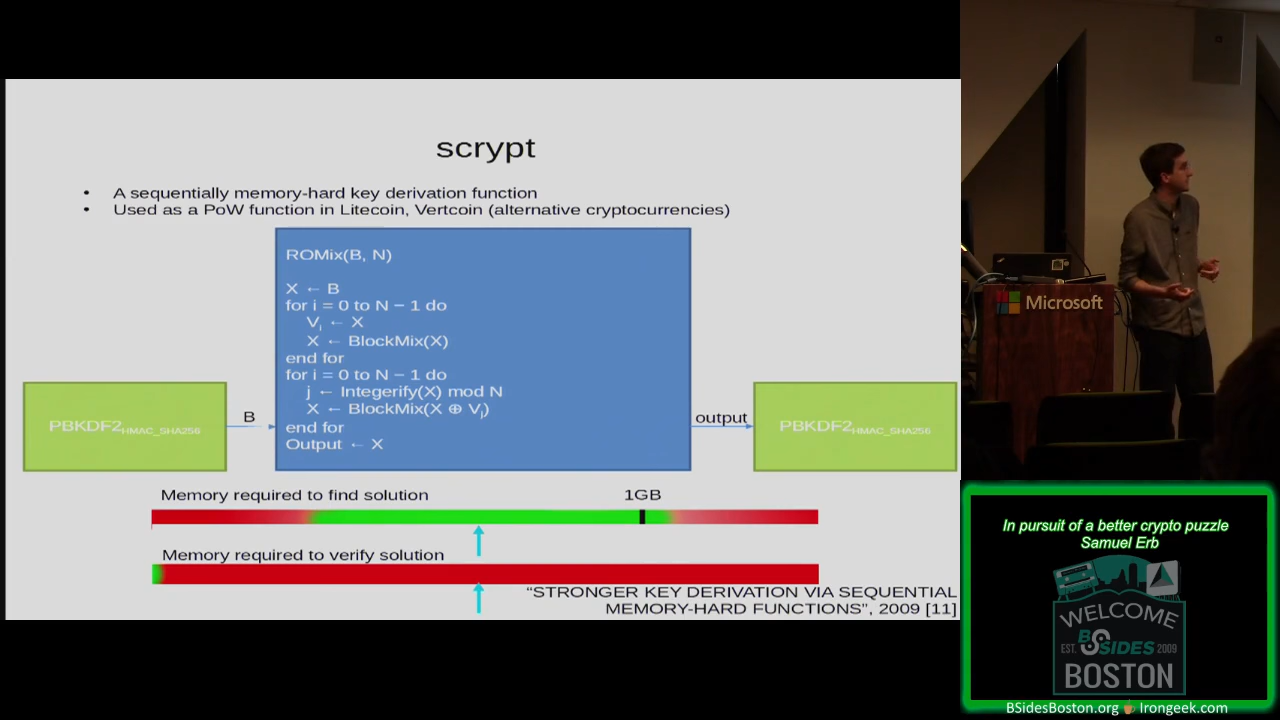 scrypt
• A sequentially memory-hard key derivation function
• Used as a PoW function in Litecoin, Vertcoin (alternative cryptocurrencies)
ROMix(B, N)
X ← B
for i = 0 to N − 1 do
Vi ← X
X ← BlockMix(X)
end for
for i = 0 to N − 1 do
j ← Integerify(X) mod N
X ← BlockMix(X ⊕ Vj)
end for
Output ← X
PBKDF2HMAC_SHA256
B
output
PBKDF2HMAC_SHA256
Memory required to find solution
1GB
Memory required to verify solution
“STRONGER KEY DERIVATION VIA SEQUENTIAL
MEMORY-HARD FUNCTIONS”, 2009 [11]
Microsoft
In pursuit of a better crypto puzzle
Samuel Erb
WELCOME
EST. BSIDES 2009
BOSTON
BSidesBoston.org Irongeek.com